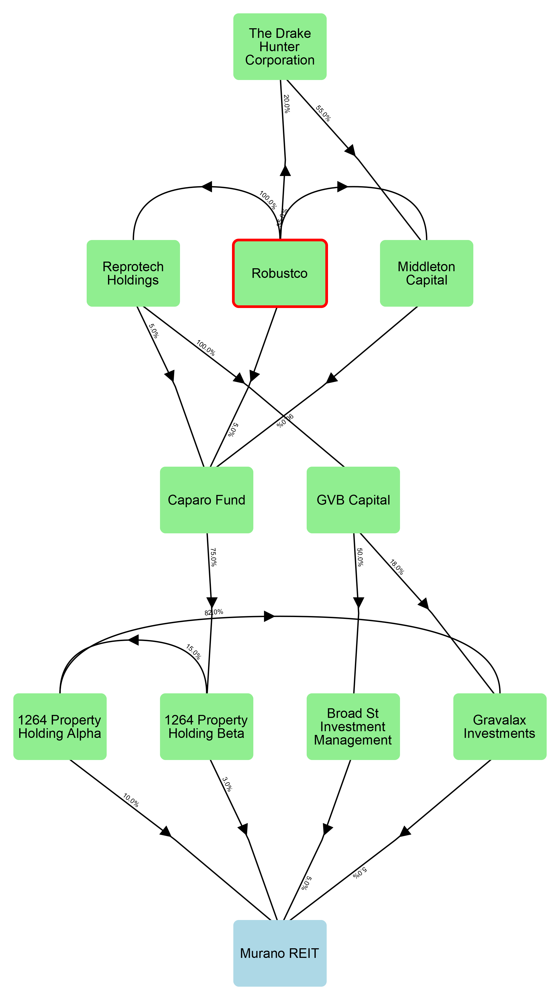 The Drake
Hunter
Corporation
20.0%
55.0%
100.0%
Reprotech
Holdings
Robustco
Middleton
Capital
5.0%
100.0%
90.0%
5.0%
Caparo Fund
GVB Capital
75.0%
50.0%
18.0%
82.0%
15.0%
1264 Property
Holding Alpha
1264 Property
Holding Beta
Broad St
Investment
Management
Gravalax
Investments
10.0%
3.0%
5.0%
5.0%
Murano REIT